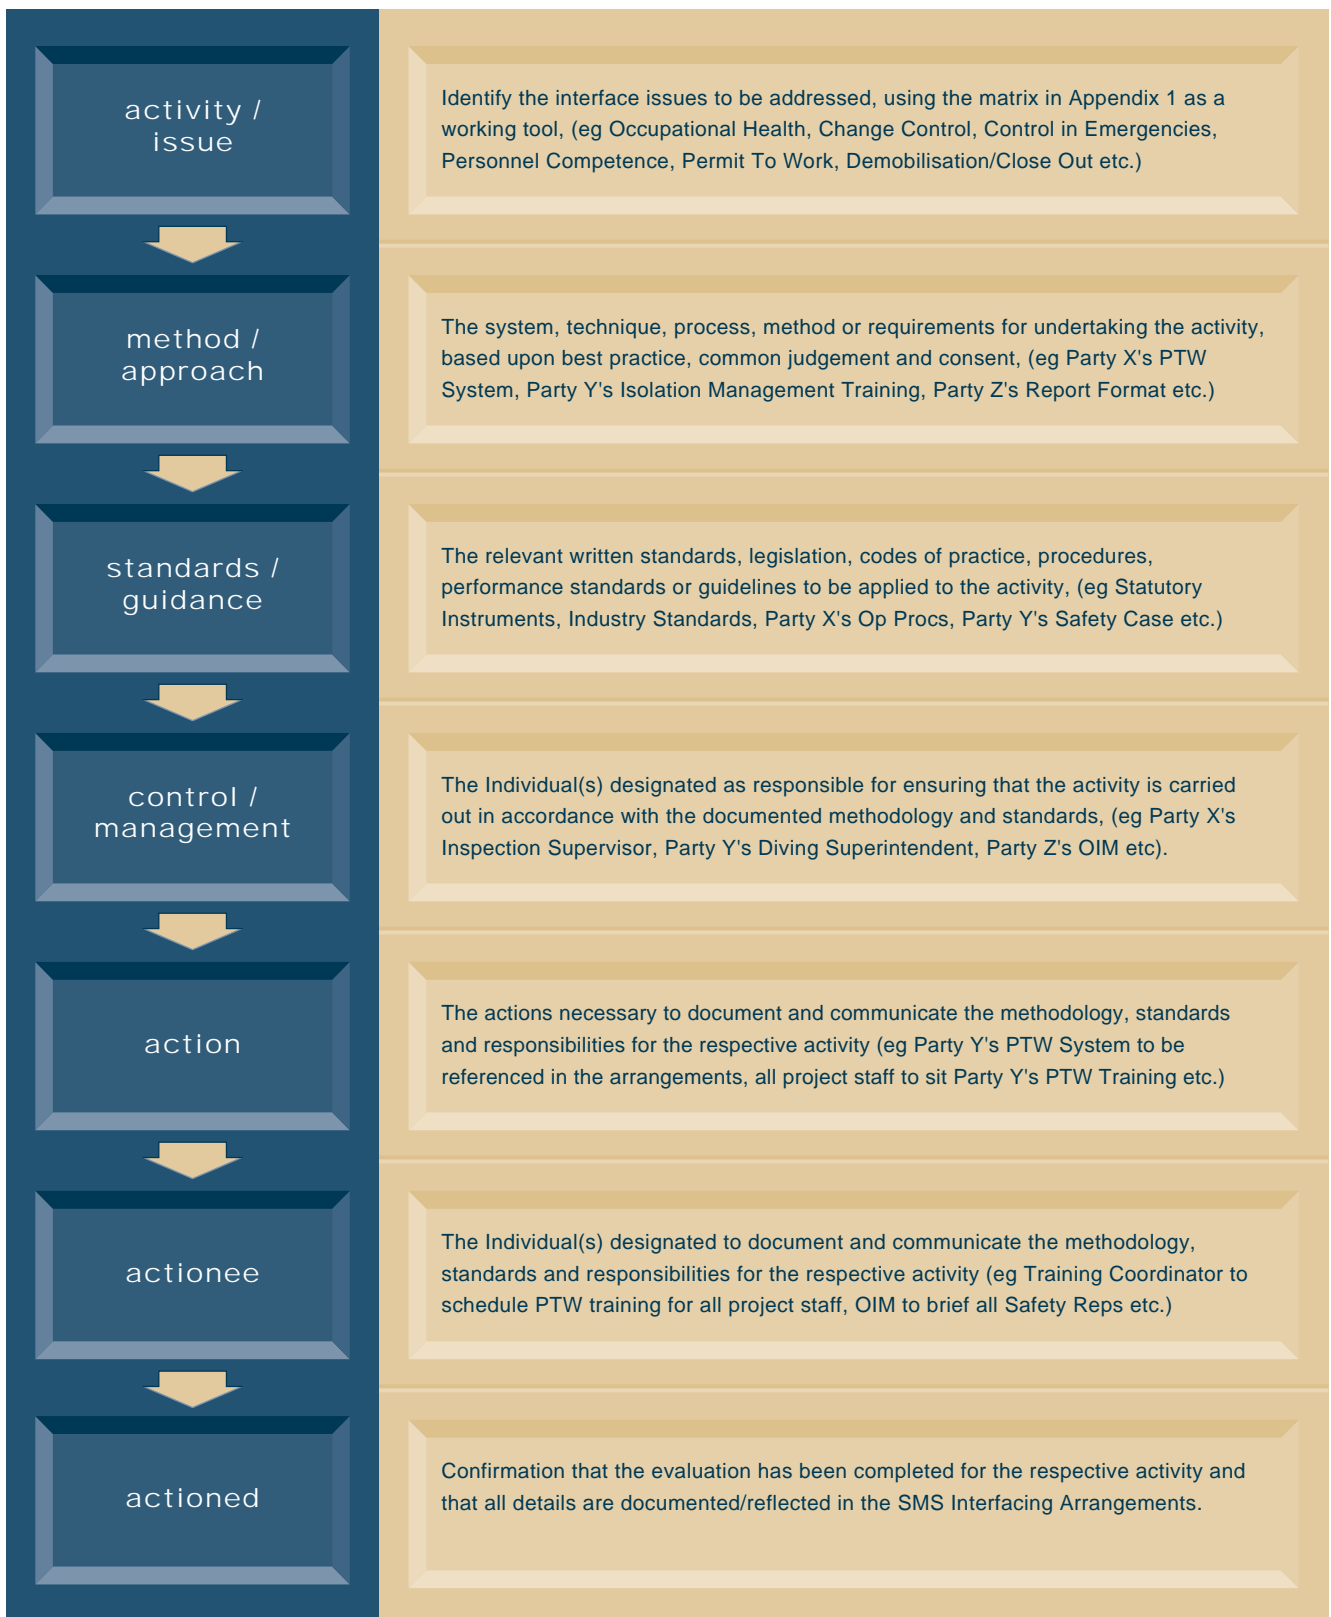 activity /
issue
Identify the interface issues to be addressed, using the matrix in Appendix 1 as a
working tool, (eg Occupational Health, Change Control, Control in Emergencies,
Personnel Competence, Permit To Work, Demobilisation/Close Out etc.)
method /
approach
The system, technique, process, method or requirements for undertaking the activity,
based upon best practice, common judgement and consent, (eg Party X's PTW
System, Party Y's Isolation Management Training, Party Z's Report Format etc.)
standards /
guidance
The relevant written standards, legislation, codes of practice, procedures,
performance standards or guidelines to be applied to the activity, (eg Statutory
Instruments, Industry Standards, Party X's Op Procs, Party Y's Safety Case etc.)
control /
management
The Individual(s) designated as responsible for ensuring that the activity is carried
out in accordance with the documented methodology and standards, (eg Party X's
Inspection Supervisor, Party Y's Diving Superintendent, Party Z's OIM etc).
action
The actions necessary to document and communicate the methodology, standards
and responsibilities for the respective activity (eg Party Y's PTW System to be
referenced in the arrangements, all project staff to sit Party Y's PTW Training etc.)
actionee
The Individual(s) designated to document and communicate the methodology,
standards and responsibilities for the respective activity (eg Training Coordinator to
schedule PTW training for all project staff, OIM to brief all Safety Reps etc.)
actioned
Confirmation that the evaluation has been completed for the respective activity and
that all details are documented/reflected in the SMS Interfacing Arrangements.